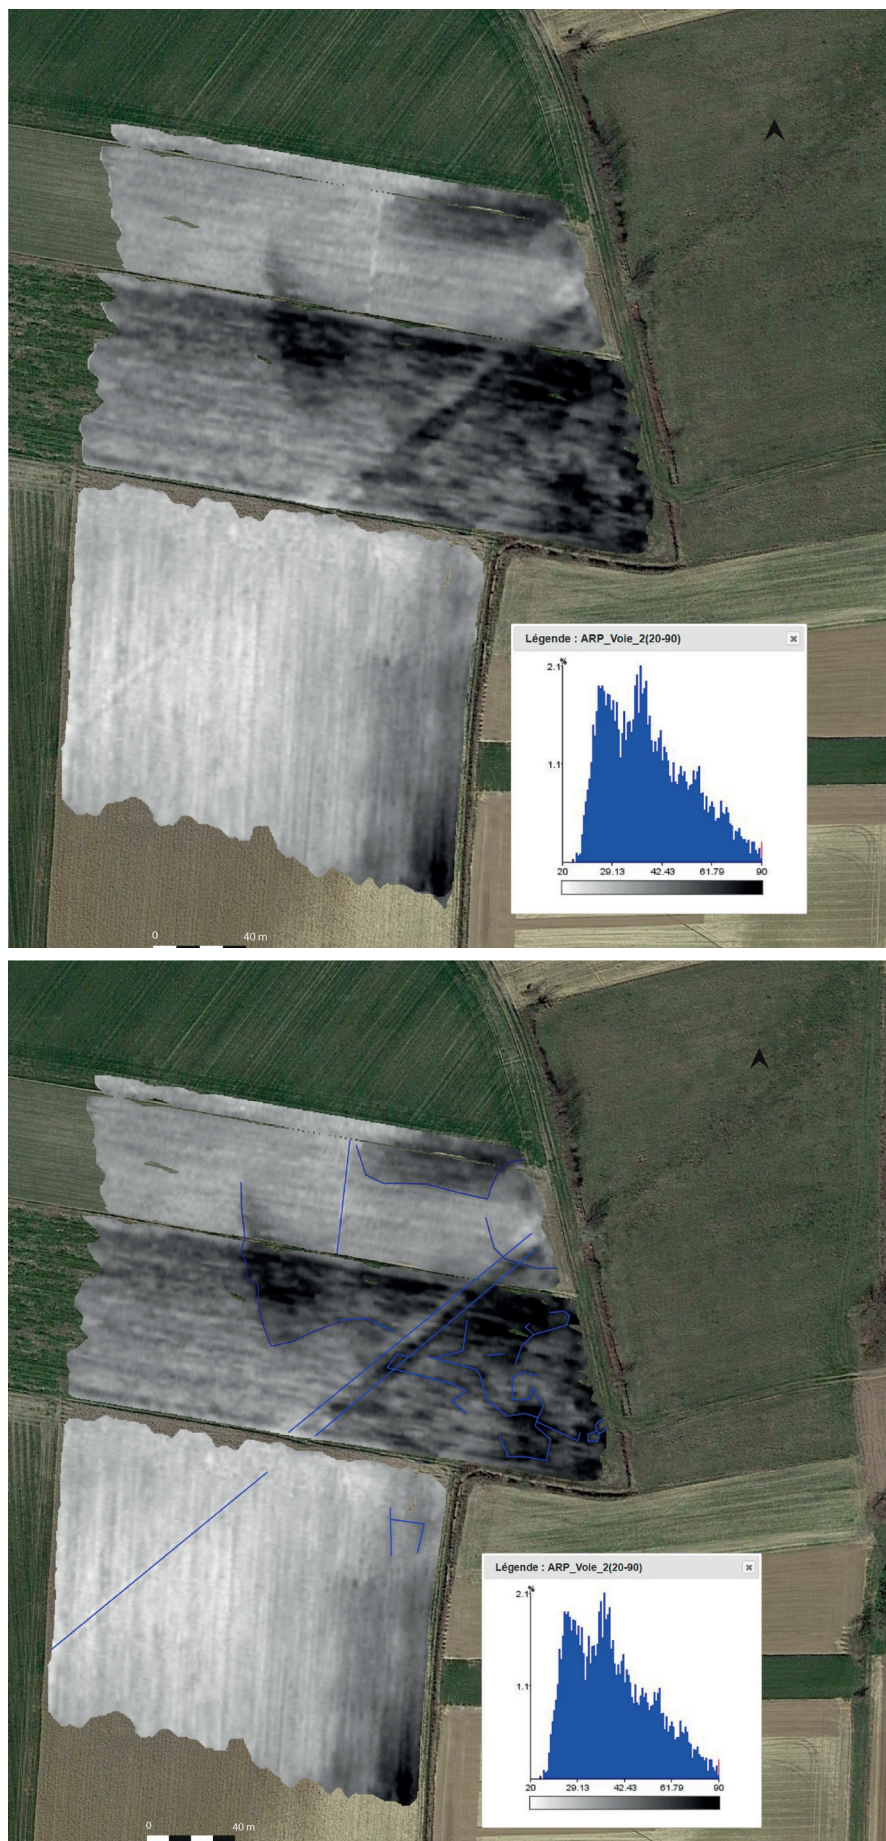 Légende : ARP_Voie_2(20-90)
%
2.1
1.1
20 29.13 42.43 61.79 90
0 40 m
Légende : ARP_Voie_2(20-90)
%
2.1
1.1
20 29.13 42.43 61.79 90
0 40 m